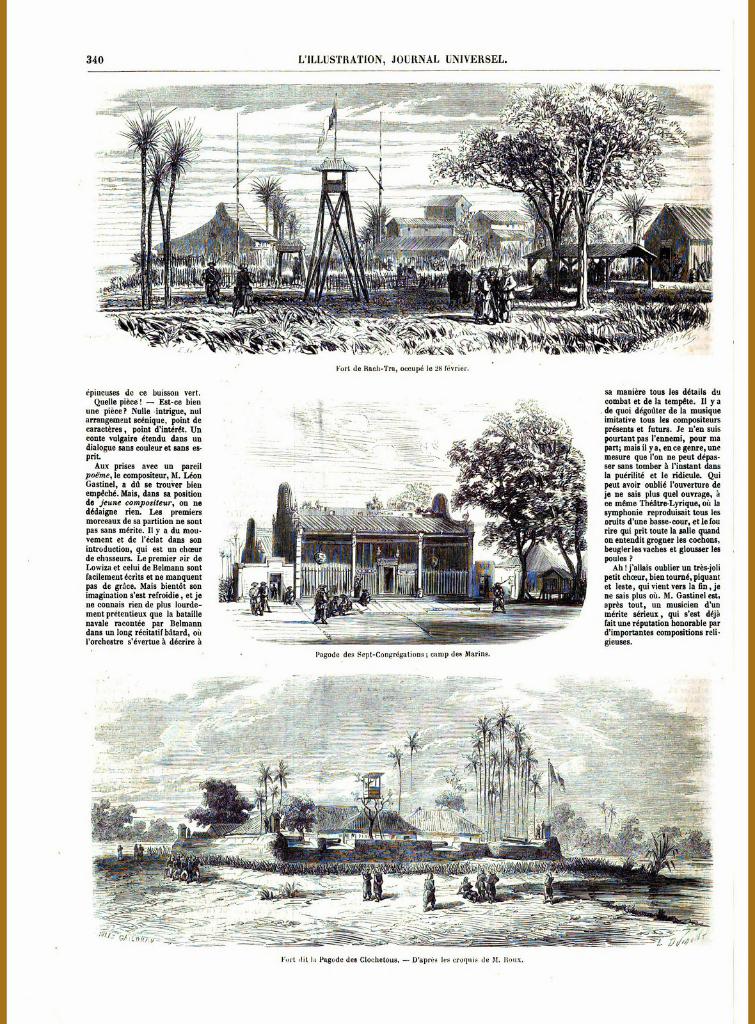 340
L'ILLUSTRATION, JOURNAL UNIVERSEL.
Fort de Rach-Tra, occupé le 28 février.
épineuses de ce buisson vert.
Quelle pièce! — Est-ce bien
une pièce? Nulle intrigue, nul
arrangement scénique, point de
caractères, point d'intérêt. Un
conte vulgaire étendu dans un
dialogue sans couleur et sans es-
prit.
Aux prises avec un pareil
poëme, le compositeur, M. Léon
Gastinel, a dû se trouver bien
empêché. Mais, dans sa position
de jeune compositeur, on ne
dédaigne rien. Les premiers
morceaux de sa partition ne sont
pas sans mérite. Il y a du mou-
vement et de l'éclat dans son
introduction, qui est un chœur
de chasseurs. Le premier air de
Lowiza et celui de Belmann sont
facilement écrits et ne manquent
pas de grâce. Mais bientôt son
imagination s'est refroidie, et je
ne connais rien de plus lourde-
ment prétentieux que la bataille
navale racontée par Belmann
dans un long récitatif bâtard, où
l'orchestre s'évertue à décrire à
Pagode des Sept-Congrégations; camp des Marins.
sa manière tous les détails du
combat et de la tempête. Il y a
de quoi dégoûter de la musique
imitative tous les compositeurs
présents et futurs. Je n'en suis
pourtant pas l'ennemi, pour ma
part; mais il y a, en ce genre, une
mesure que l'on ne peut dépas-
ser sans tomber à l'instant dans
la puérilité et le ridicule. Qui
peut avoir oublié l'ouverture de
je ne sais plus quel ouvrage, à
ce même Théâtre-Lyrique, où la
symphonie reproduisait tous les
bruits d'une basse-cour, et le fou
rire qui prit toute la salle quand
on entendit grogner les cochons,
beugler les vaches et glousser les
poules?
Ah! j'allais oublier un très-joli
petit chœur, bien tourné, piquant
et leste, qui vient vers la fin, je
ne sais plus où. M. Gastinel est,
après tout, un musicien d'un
mérite sérieux, qui s'est déjà
fait une réputation honorable par
d'importantes compositions reli-
gieuses.
Fort dit la Pagode des Clochetons. — D'après les croquis de M. Roux.